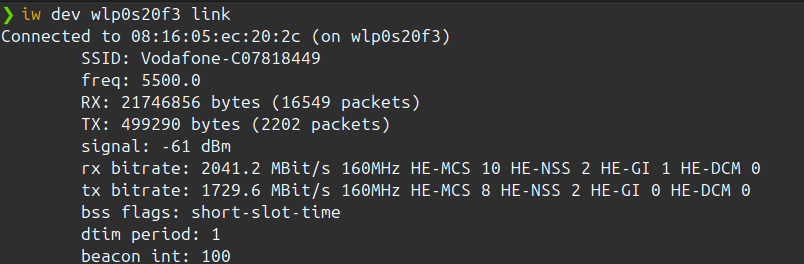 ❯ iw dev wlp0s20f3 link
Connected to 08:16:05:ec:20:2c (on wlp0s20f3)
SSID: Vodafone-C07818449
freq: 5500.0
RX: 21746856 bytes (16549 packets)
TX: 499290 bytes (2202 packets)
signal: -61 dBm
rx bitrate: 2041.2 MBit/s 160MHz HE-MCS 10 HE-NSS 2 HE-GI 1 HE-DCM 0
tx bitrate: 1729.6 MBit/s 160MHz HE-MCS 8 HE-NSS 2 HE-GI 0 HE-DCM 0
bss flags: short-slot-time
dtim period: 1
beacon int: 100